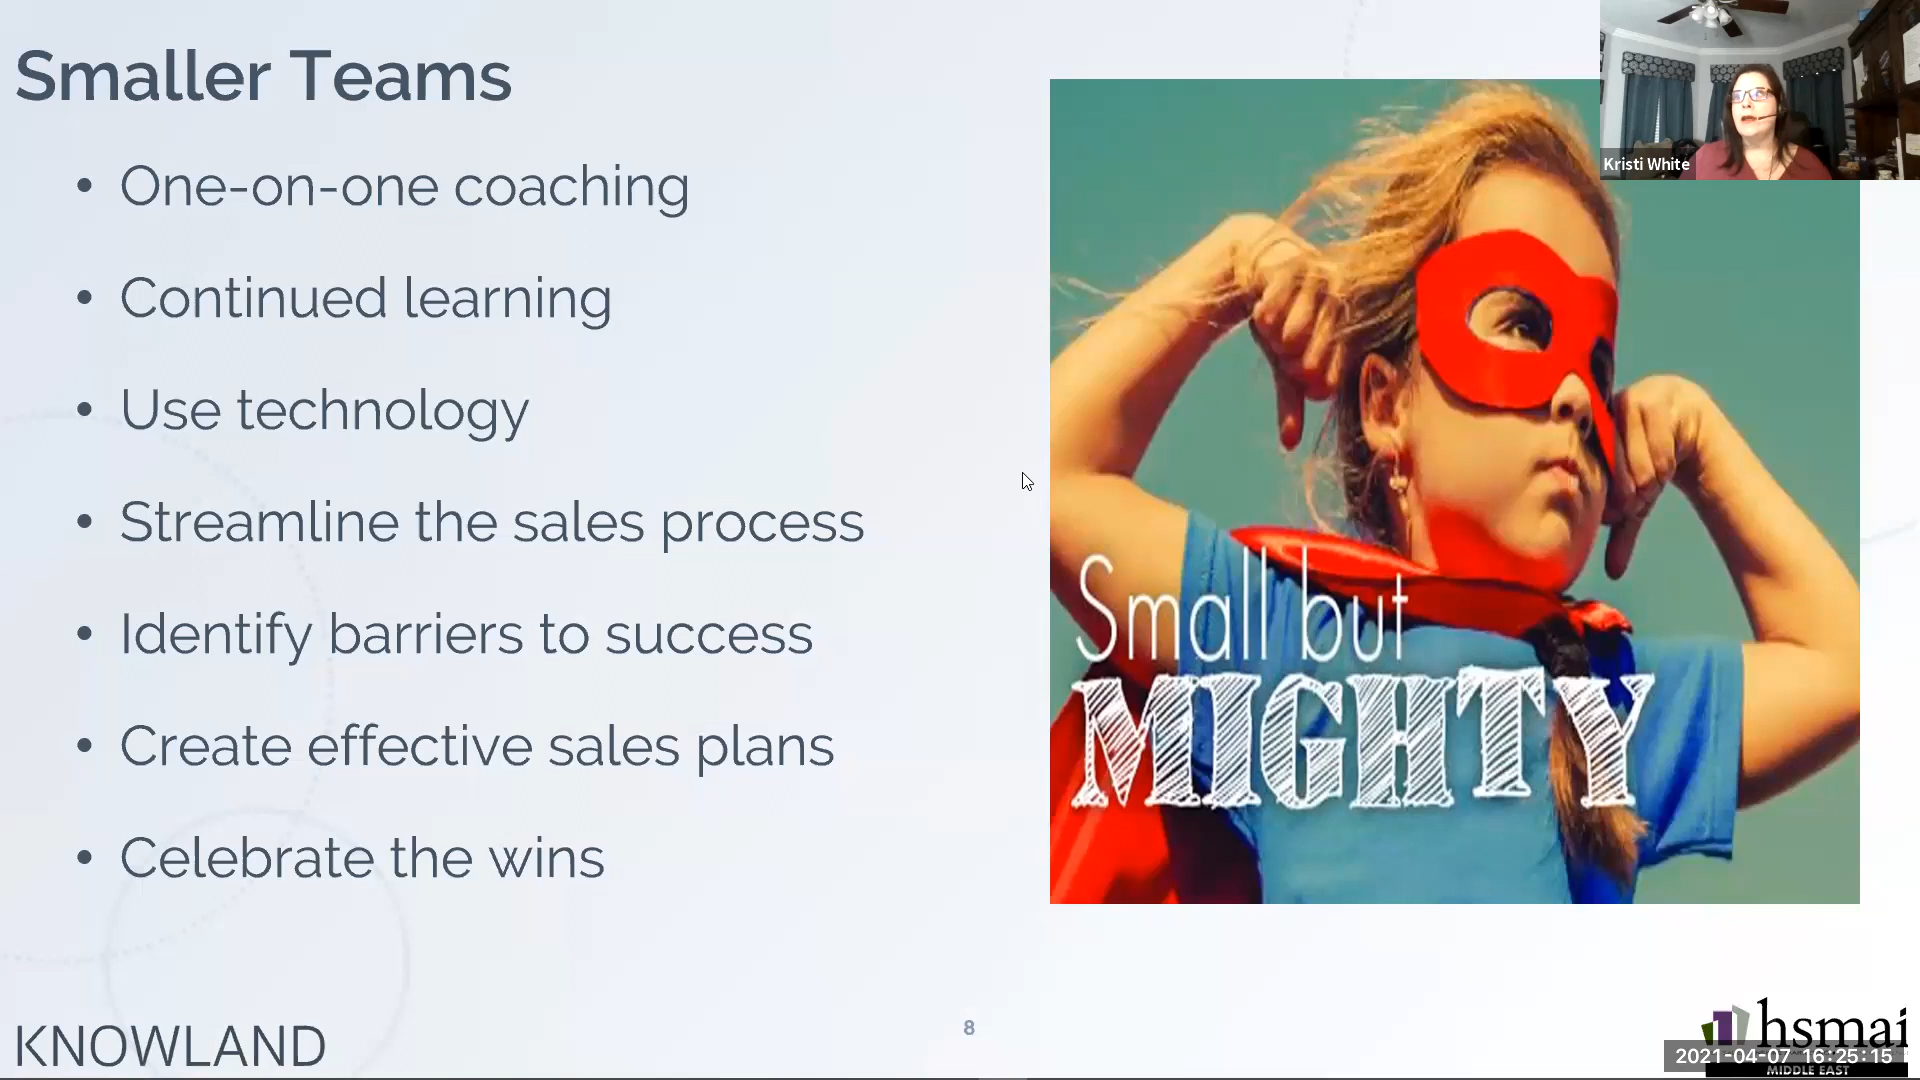 Smaller Teams
• One-on-one coaching
• Continued learning
• Use technology
• Streamline the sales process
• Identify barriers to success
• Create effective sales plans
• Celebrate the wins
Kristi White
Small but
MIGHTY
KNOWLAND
8
hsmai
2021-04-07 16:25:15
MIDDLE EAST